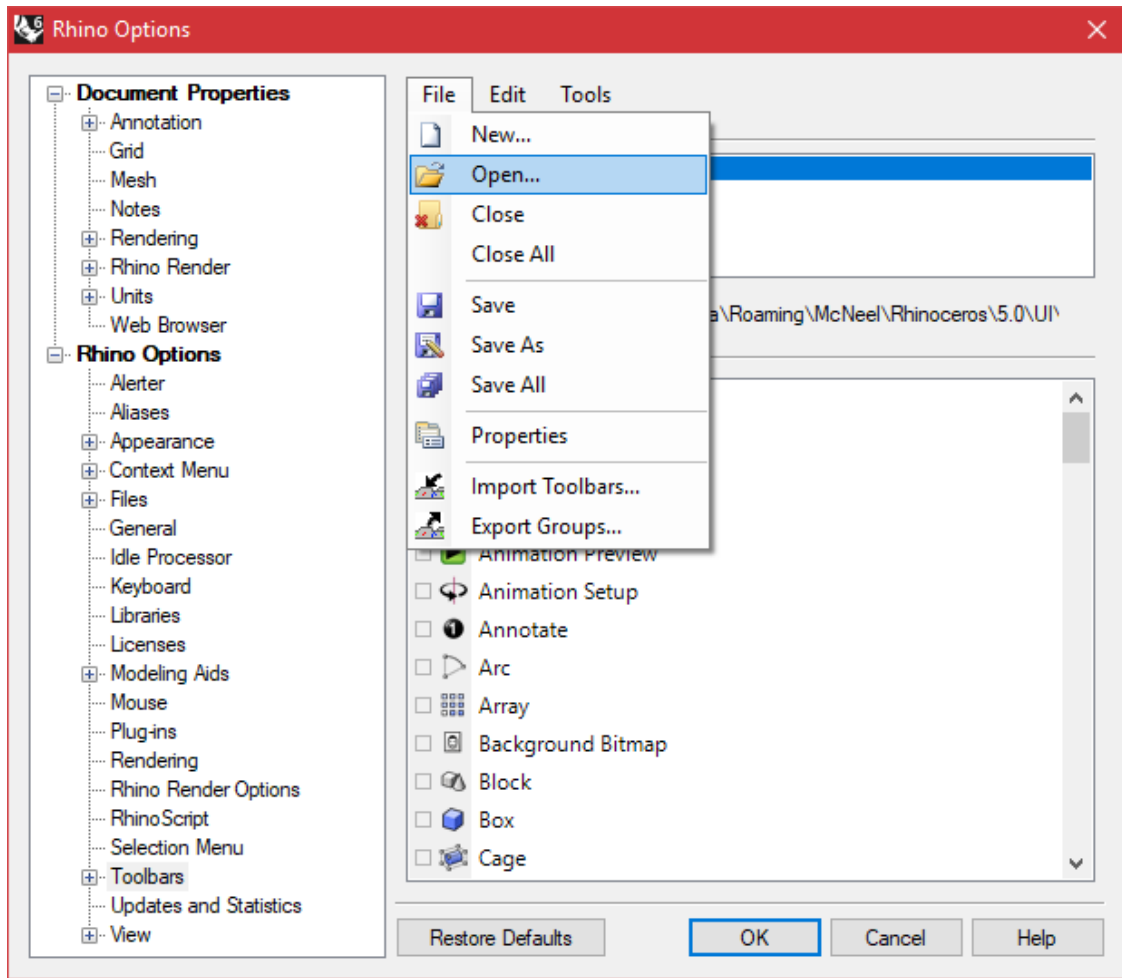 Rhino Options
Document Properties
Annotation
Grid
Mesh
Notes
Rendering
Rhino Render
Units
Web Browser
Rhino Options
Alerter
Aliases
Appearance
Context Menu
Files
General
Idle Processor
Keyboard
Libraries
Licenses
Modeling Aids
Mouse
Plug-ins
Rendering
Rhino Render Options
RhinoScript
Selection Menu
Toolbars
Updates and Statistics
View
File Edit Tools
New...
Open...
Close
Close All
Save
Save As
Save All
Properties
Import Toolbars...
Export Groups...
a\Roaming\McNeel\Rhinoceros\5.0\UI\
Animation Preview
Animation Setup
Annotate
Arc
Array
Background Bitmap
Block
Box
Cage
Restore Defaults OK Cancel Help